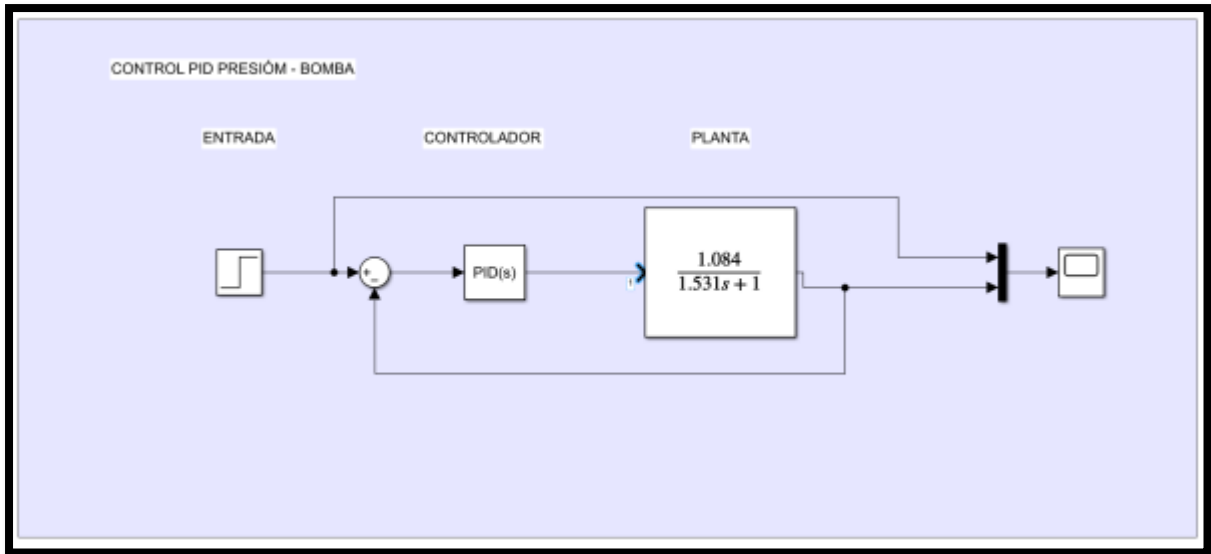 CONTROL PID PRESIÓM - BOMBA
ENTRADA
CONTROLADOR
PLANTA
+
−
PID(s)
1.084
1.531s + 1